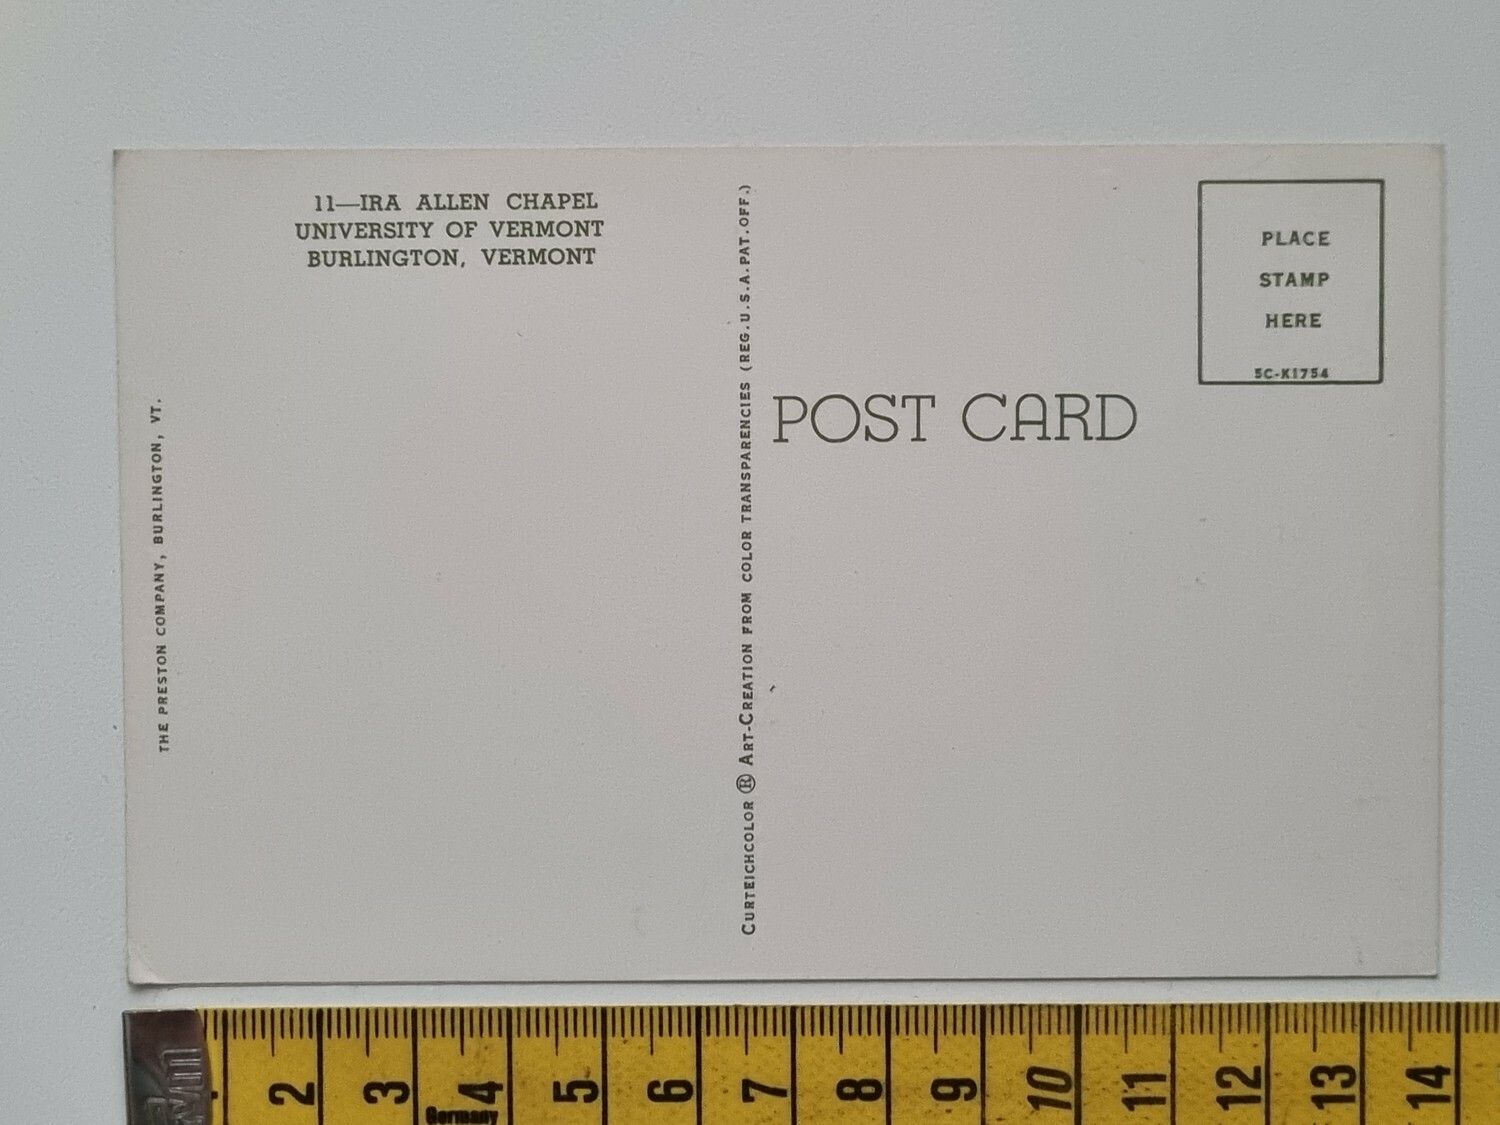 11—IRA ALLEN CHAPEL
UNIVERSITY OF VERMONT
BURLINGTON, VERMONT
THE PRESTON COMPANY, BURLINGTON, VT.
CURTEICHCOLOR ® ART-CREATION FROM COLOR TRANSPARENCIES (REG. U.S.A. PAT. OFF.)
POST CARD
PLACE
STAMP
HERE
5C-K1754
2 3 4 5 6 7 8 9 10 11 12 13 14
Germany